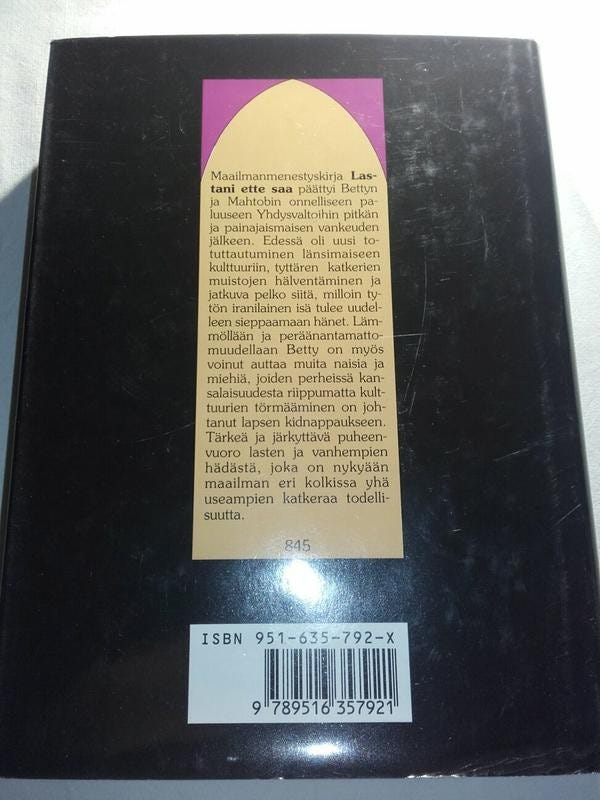 Maailmanmenestyskirja Las-
tani ette saa päättyi Bettyn
ja Mahtobin onnelliseen pa-
luuseen Yhdysvaltoihin pitkän
ja painajaismaisen vankeuden
jälkeen. Edessä oli uusi to-
tuttautuminen länsimaiseen
kulttuuriin, tyttären katkerien
muistojen hälventäminen ja
jatkuva pelko siitä, milloin ty-
tön iranilainen isä tulee uudel-
leen sieppaamaan hänet. Läm-
möllään ja peräänantamatto-
muudellaan Betty on myös
voinut auttaa muita naisia ja
miehiä, joiden perheissä kan-
salaisuudesta riippumatta kult-
tuurien törmääminen on joh-
tanut lapsen kidnappaukseen.
Tärkeä ja järkyttävä puheen-
vuoro lasten ja vanhempien
hädästä, joka on nykyään
maailman eri kolkissa yhä
useampien katkeraa todelli-
suutta.
845
ISBN 951-635-792-X
9 789516 357921